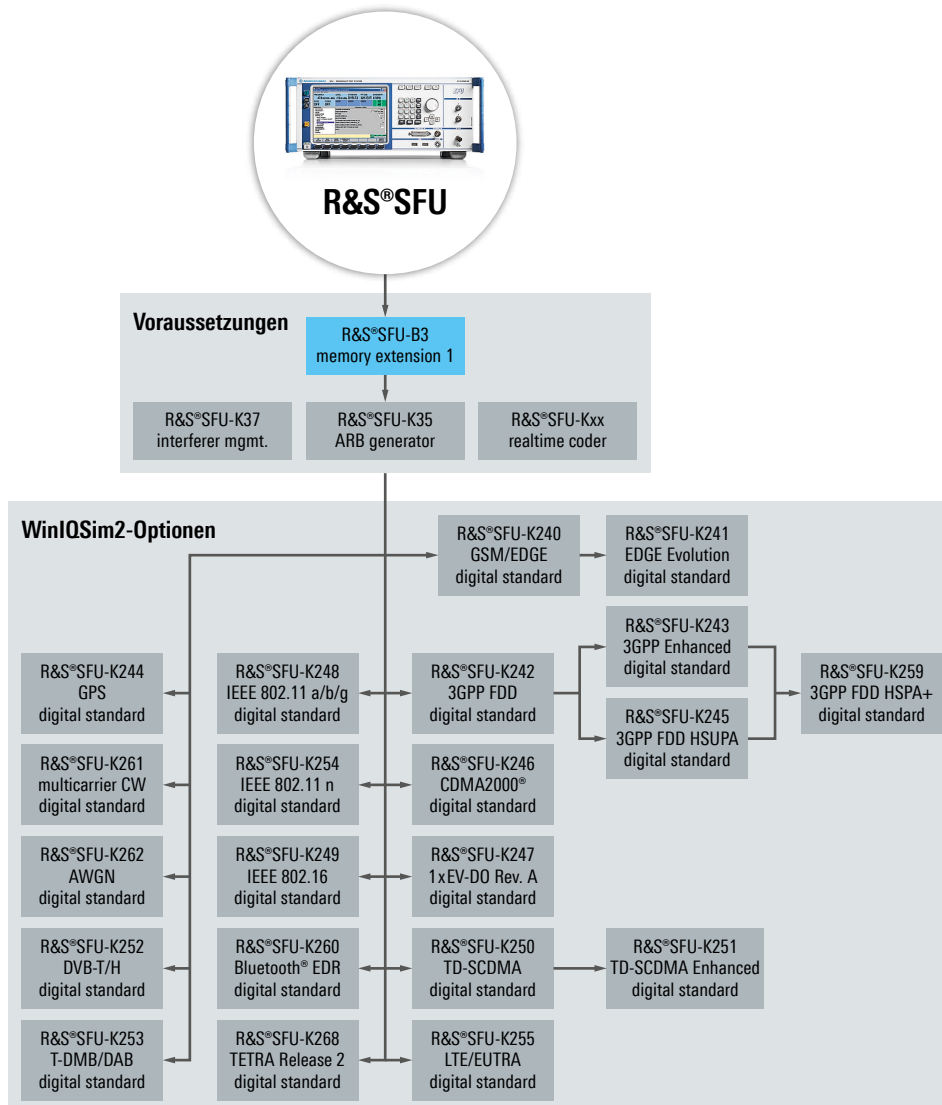 R&S®SFU
Voraussetzungen
R&S®SFU-B3
memory extension 1
R&S®SFU-K37
interferer mgmt.
R&S®SFU-K35
ARB generator
R&S®SFU-Kxx
realtime coder
WinIQSim2-Optionen
R&S®SFU-K240
GSM/EDGE
digital standard
R&S®SFU-K241
EDGE Evolution
digital standard
R&S®SFU-K244
GPS
digital standard
R&S®SFU-K248
IEEE 802.11 a/b/g
digital standard
R&S®SFU-K242
3GPP FDD
digital standard
R&S®SFU-K243
3GPP Enhanced
digital standard
R&S®SFU-K245
3GPP FDD HSUPA
digital standard
R&S®SFU-K259
3GPP FDD HSPA+
digital standard
R&S®SFU-K261
multicarrier CW
digital standard
R&S®SFU-K254
IEEE 802.11 n
digital standard
R&S®SFU-K246
CDMA2000®
digital standard
R&S®SFU-K262
AWGN
digital standard
R&S®SFU-K249
IEEE 802.16
digital standard
R&S®SFU-K247
1xEV-DO Rev. A
digital standard
R&S®SFU-K252
DVB-T/H
digital standard
R&S®SFU-K260
Bluetooth® EDR
digital standard
R&S®SFU-K250
TD-SCDMA
digital standard
R&S®SFU-K251
TD-SCDMA Enhanced
digital standard
R&S®SFU-K253
T-DMB/DAB
digital standard
R&S®SFU-K268
TETRA Release 2
digital standard
R&S®SFU-K255
LTE/EUTRA
digital standard